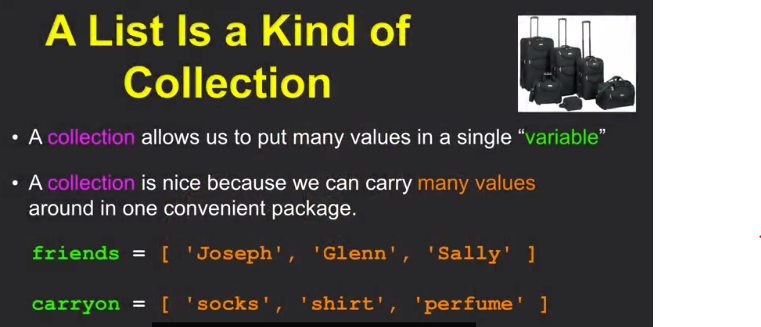 A List Is a Kind of
Collection
• A collection allows us to put many values in a single “variable”
• A collection is nice because we can carry many values
around in one convenient package.
friends = [ 'Joseph', 'Glenn', 'Sally' ]
carryon = [ 'socks', 'shirt', 'perfume' ]